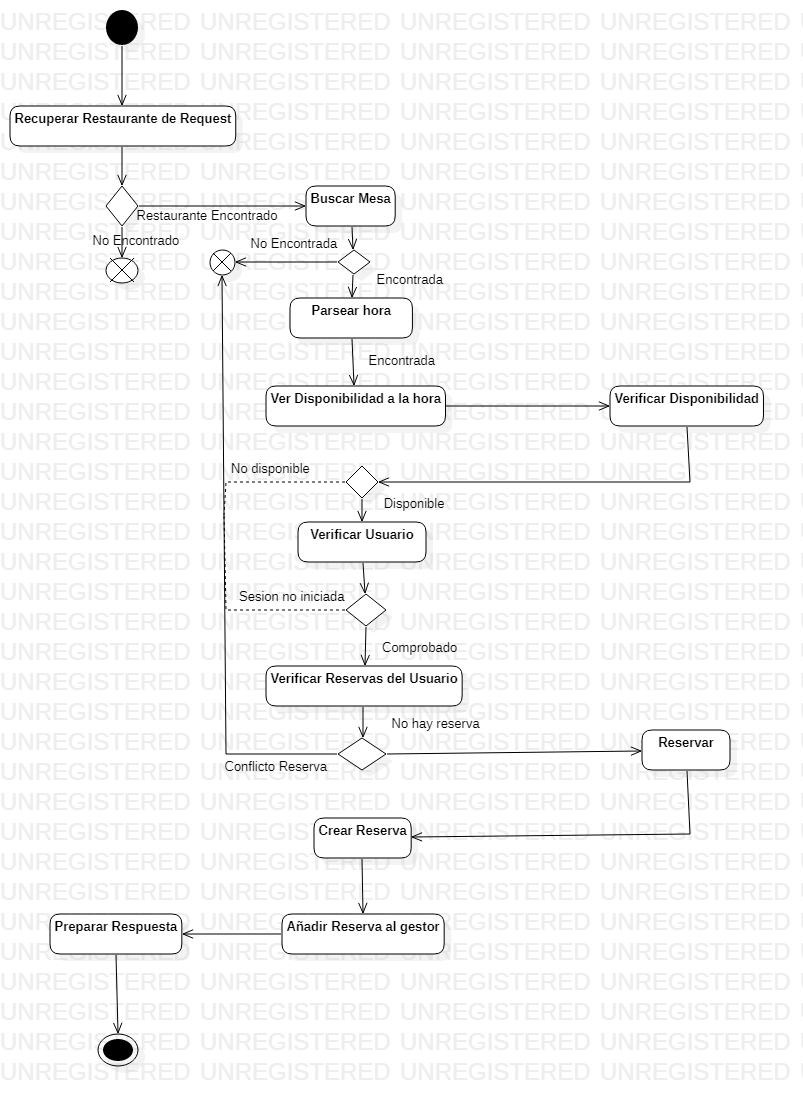 Recuperar Restaurante de Request
Buscar Mesa
Restaurante Encontrado
No Encontrado
No Encontrada
Encontrada
Parsear hora
Encontrada
Ver Disponibilidad a la hora
Verificar Disponibilidad
No disponible
Disponible
Verificar Usuario
Sesion no iniciada
Comprobado
Verificar Reservas del Usuario
No hay reserva
Reservar
Conflicto Reserva
Crear Reserva
Preparar Respuesta
Añadir Reserva al gestor
UNREGISTERED